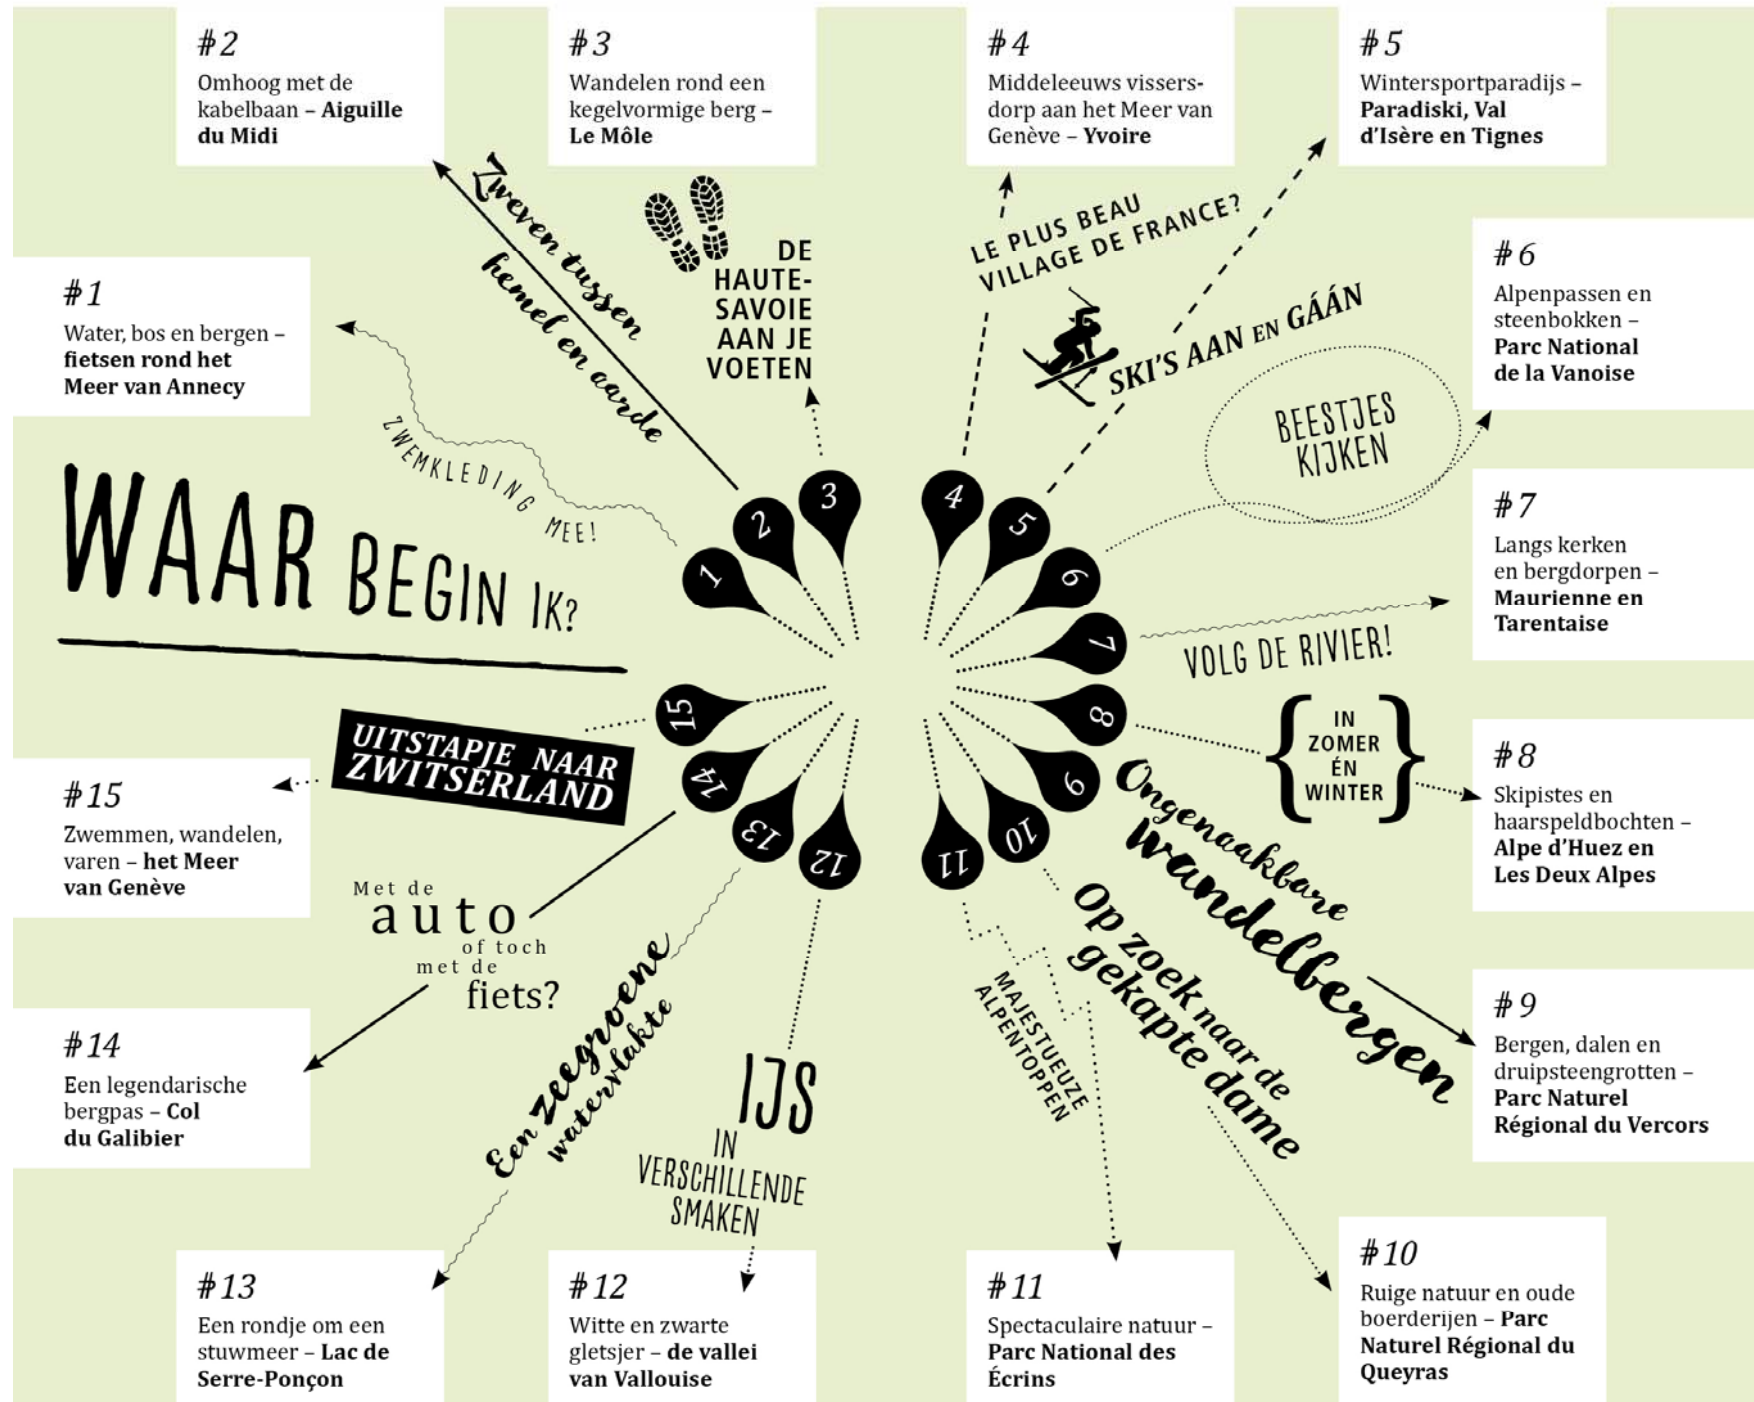 WAAR BEGIN IK?
#1
Water, bos en bergen –
fietsen rond het
Meer van Annecy
ZWEMKLEDING MEE!
#2
Omhoog met de
kabelbaan – Aiguille
du Midi
Zweven tussen
hemel en aarde
#3
Wandelen rond een
kegelvormige berg –
Le Môle
DE
HAUTE-
SAVOIE
AAN JE
VOETEN
#4
Middeleeuws vissers-
dorp aan het Meer van
Genève – Yvoire
LE PLUS BEAU
VILLAGE DE FRANCE?
#5
Wintersportparadijs –
Paradiski, Val
d'Isère en Tignes
SKI'S AAN EN GÁÁN
#6
Alpenpassen en
steenbokken –
Parc National
de la Vanoise
BEESTJES
KIJKEN
#7
Langs kerken
en bergdorpen –
Maurienne en
Tarentaise
VOLG DE RIVIER!
#8
Skipistes en
haarspeldbochten –
Alpe d'Huez en
Les Deux Alpes
IN
ZOMER
ÉN
WINTER
#9
Bergen, dalen en
druipsteengrotten –
Parc Naturel
Régional du Vercors
Ongenaakbare
wandelbergen
#10
Ruige natuur en oude
boerderijen – Parc
Naturel Régional du
Queyras
Op zoek naar de
gekapte dame
#11
Spectaculaire natuur –
Parc National des
Écrins
MAJESTUEUZE
ALPENTOPPEN
#12
Witte en zwarte
gletsjer – de vallei
van Vallouise
IJS
IN
VERSCHILLENDE
SMAKEN
#13
Een rondje om een
stuwmeer – Lac de
Serre-Ponçon
Een zeegroene
watervlakte
#14
Een legendarische
bergpas – Col
du Galibier
Met de
auto
of toch
met de
fiets?
#15
Zwemmen, wandelen,
varen – het Meer
van Genève
UITSTAPJE NAAR
ZWITSERLAND
1
2
3
4
5
6
7
8
9
10
11
12
13
14
15